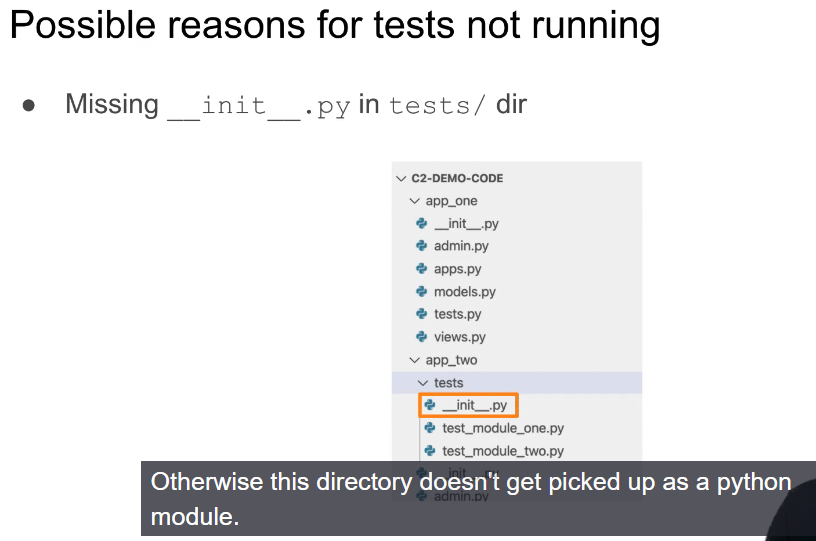 Possible reasons for tests not running
● Missing __init__.py in tests/ dir
C2-DEMO-CODE
app_one
__init__.py
admin.py
apps.py
models.py
tests.py
views.py
app_two
tests
__init__.py
test_module_one.py
test_module_two.py
__init__.py
admin.py
Otherwise this directory doesn't get picked up as a python
module.